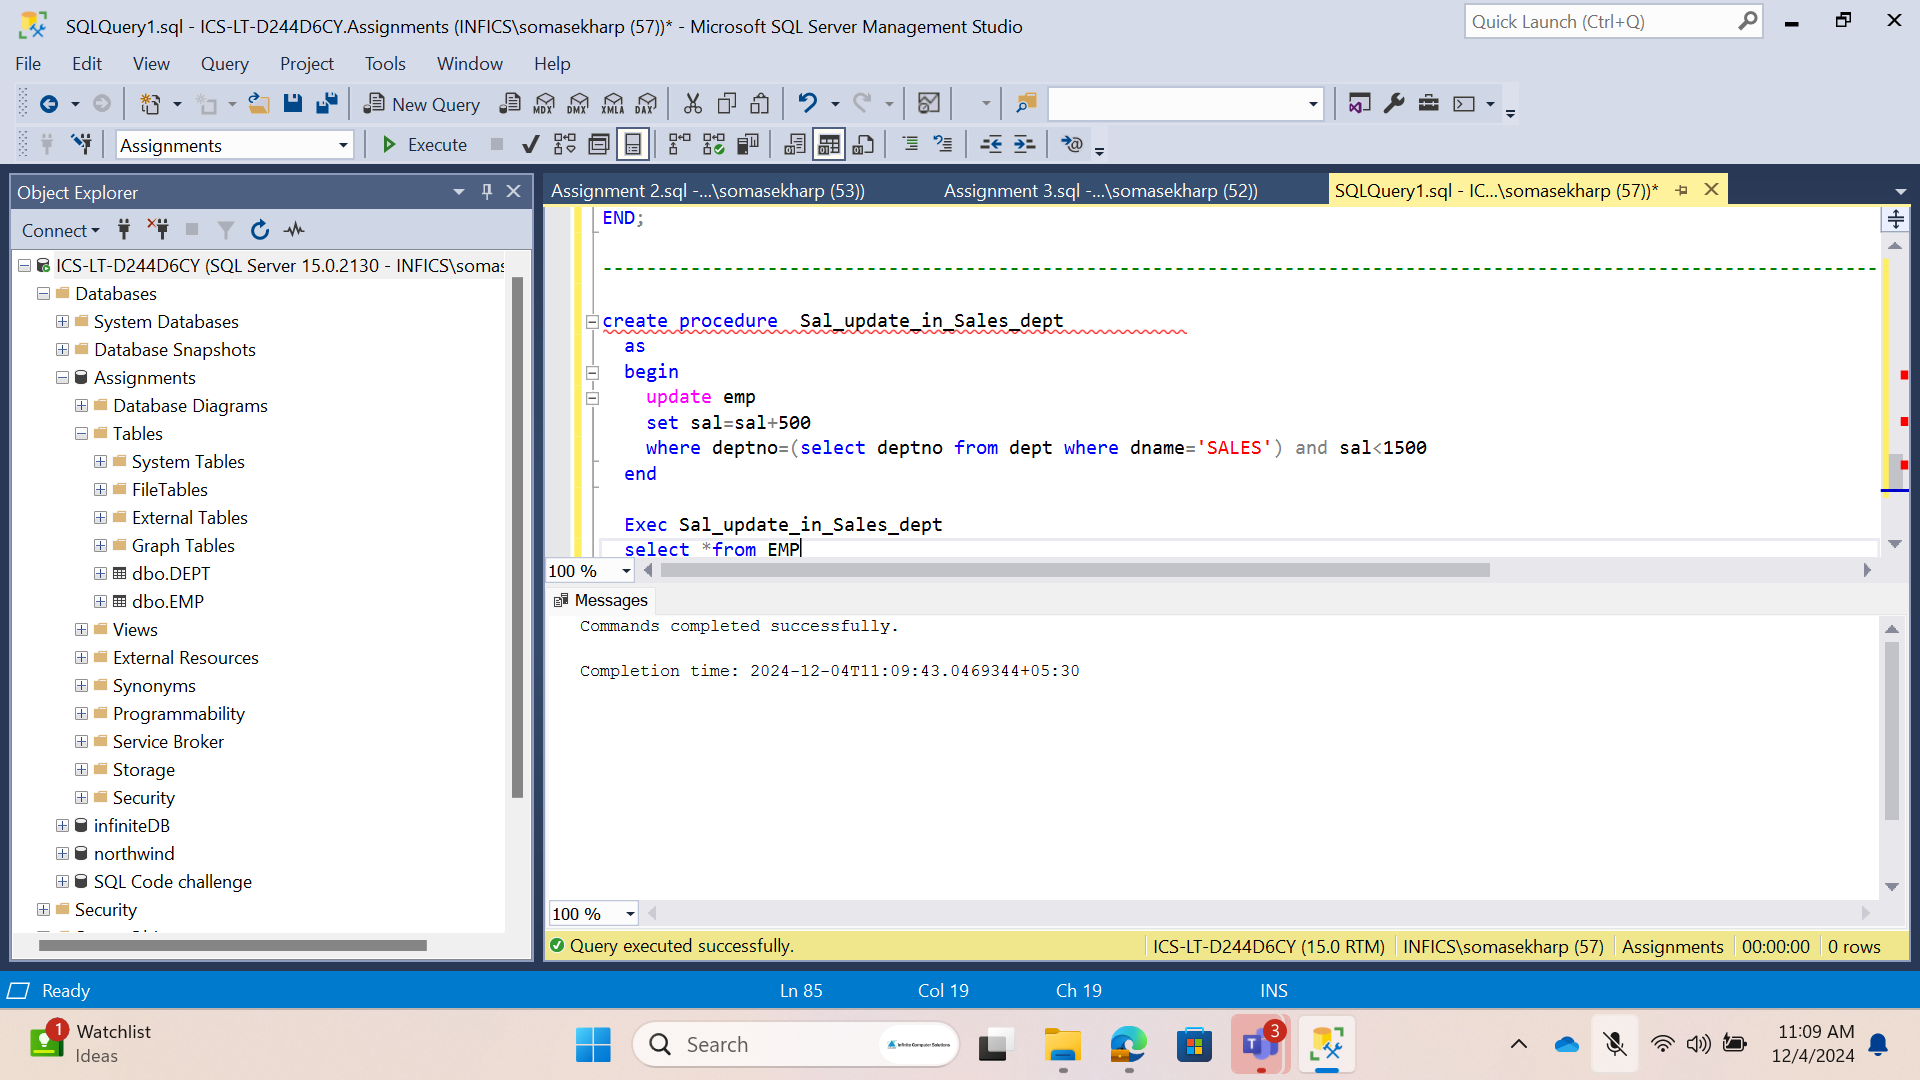 SQLQuery1.sql - ICS-LT-D244D6CY.Assignments (INFICS\somasekharp (57))* - Microsoft SQL Server Management Studio
Quick Launch (Ctrl+Q)
File Edit View Query Project Tools Window Help
New Query MDX DMX XMLA DAX
Assignments Execute
Object Explorer
Assignment 2.sql -...\somasekharp (53))
Assignment 3.sql -...\somasekharp (52))
SQLQuery1.sql - IC...\somasekharp (57))*
Connect
ICS-LT-D244D6CY (SQL Server 15.0.2130 - INFICS\somas
Databases
System Databases
Database Snapshots
Assignments
Database Diagrams
Tables
System Tables
FileTables
External Tables
Graph Tables
dbo.DEPT
dbo.EMP
Views
External Resources
Synonyms
Programmability
Service Broker
Storage
Security
infiniteDB
northwind
SQL Code challenge
Security
END;
create procedure Sal_update_in_Sales_dept
as
begin
update emp
set sal=sal+500
where deptno=(select deptno from dept where dname='SALES') and sal<1500
end
Exec Sal_update_in_Sales_dept
select *from EMP
100 %
Messages
Commands completed successfully.
Completion time: 2024-12-04T11:09:43.0469344+05:30
100 %
Query executed successfully. ICS-LT-D244D6CY (15.0 RTM) INFICS\somasekharp (57) Assignments 00:00:00 0 rows
Ready Ln 85 Col 19 Ch 19 INS
1 Watchlist
Ideas
Search
Infinite Computer Solutions
T 3
11:09 AM
12/4/2024